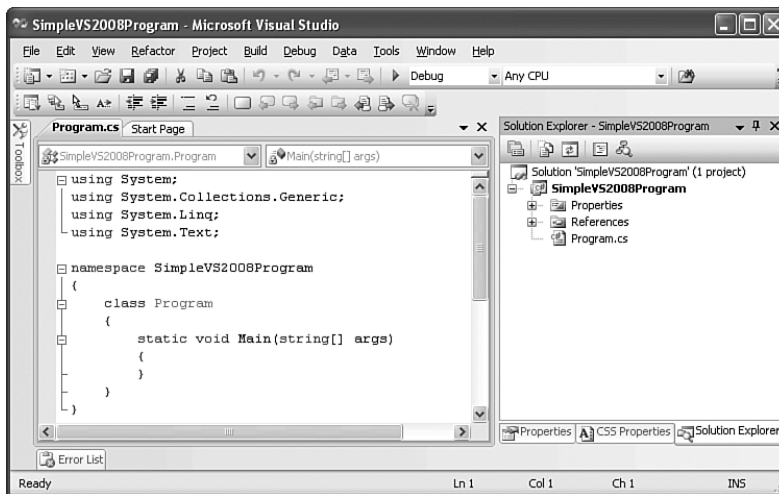 SimpleVS2008Program - Microsoft Visual Studio
File Edit View Refactor Project Build Debug Data Tools Window Help
Debug Any CPU
Toolbox
Program.cs Start Page
SimpleVS2008Program.Program Main(string[] args)
using System;
using System.Collections.Generic;
using System.Linq;
using System.Text;
namespace SimpleVS2008Program
{
class Program
{
static void Main(string[] args)
{
}
}
}
Solution Explorer - SimpleVS2008Program
Solution 'SimpleVS2008Program' (1 project)
SimpleVS2008Program
Properties
References
Program.cs
Properties CSS Properties Solution Explorer
Error List
Ready Ln 1 Col 1 Ch 1 INS